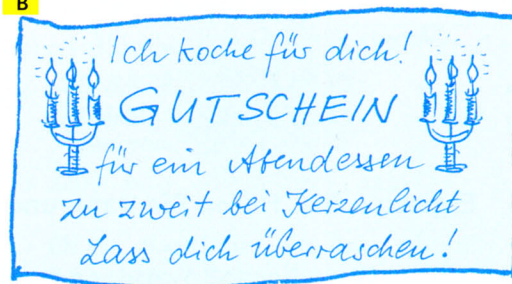 B
Ich koche für dich!
GUTSCHEIN
für ein Abendessen
zu zweit bei Kerzenlicht
Lass dich überraschen!